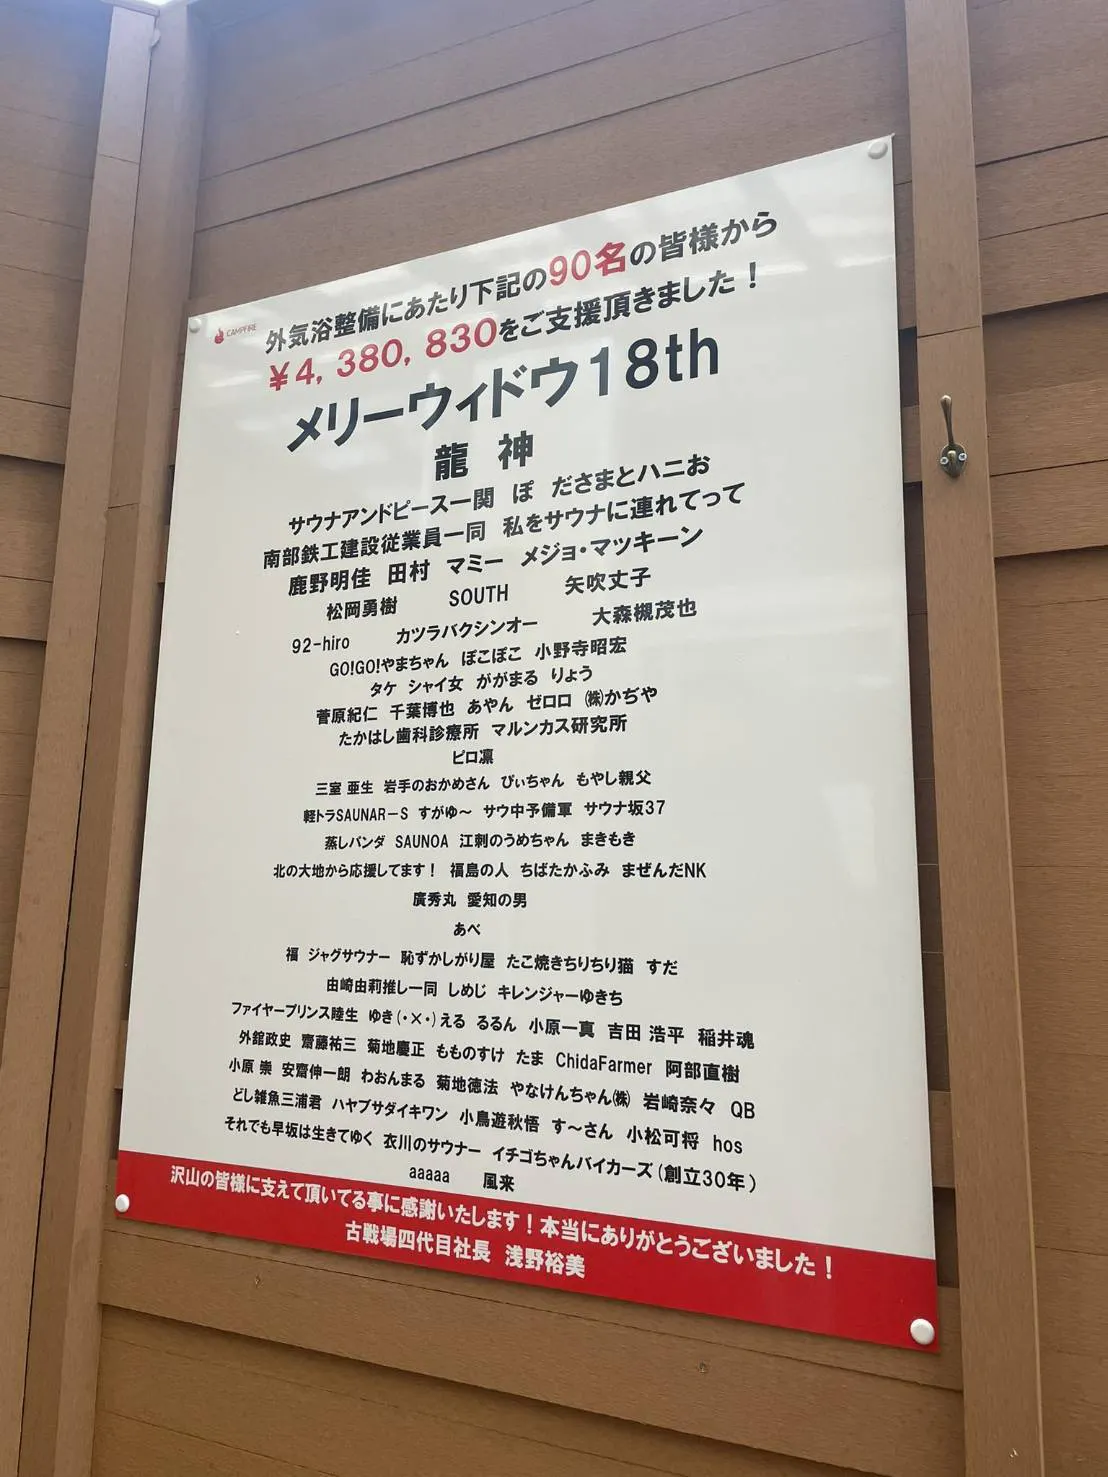 CAMPFIRE
外気浴整備にあたり下記の90名の皆様から
¥4, 380, 830をご支援頂きました！
メリーウィドウ18th
龍 神
サウナアンドピース一関 ぽ ださまとハニお
南部鉄工建設従業員一同 私をサウナに連れてって
鹿野明佳 田村 マミー メジョ・マッキーン
松岡勇樹 SOUTH 矢吹丈子
92-hiro カツラバクシンオー 大森槻茂也
GO!GO!やまちゃん ぽこぽこ 小野寺昭宏
タケ シャイ女 ががまる りょう
菅原紀仁 千葉博也 あやん ゼロロ ㈱かぢや
たかはし歯科診療所 マルンカス研究所
ピロ凛
三室 亜生 岩手のおかめさん ぴぃちゃん もやし親父
軽トラSAUNAR－S すがゆ～ サウ中予備軍 サウナ坂37
蒸しパンダ SAUNOA 江刺のうめちゃん まきもき
北の大地から応援してます！ 福島の人 ちばたかふみ まぜんだNK
廣秀丸 愛知の男
あべ
福 ジャグサウナー 恥ずかしがり屋 たこ焼きちりちり猫 すだ
由崎由莉推し一同 しめじ キレンジャーゆきち
ファイヤープリンス睦生 ゆき(・×・)える るるん 小原一真 吉田 浩平 稲井魂
外舘政史 齋藤祐三 菊地慶正 もものすけ たま ChidaFarmer 阿部直樹
小原 崇 安齋伸一朗 わおんまる 菊地徳法 やなけんちゃん㈱ 岩崎奈々 QB
どし雑魚三浦君 ハヤブサダイキワン 小鳥遊秋悟 す～さん 小松可将 hos
それでも早坂は生きてゆく 衣川のサウナー イチゴちゃんバイカーズ(創立30年)
aaaaa 風来
沢山の皆様に支えて頂いてる事に感謝いたします！本当にありがとうございました！
古戦場四代目社長 浅野裕美